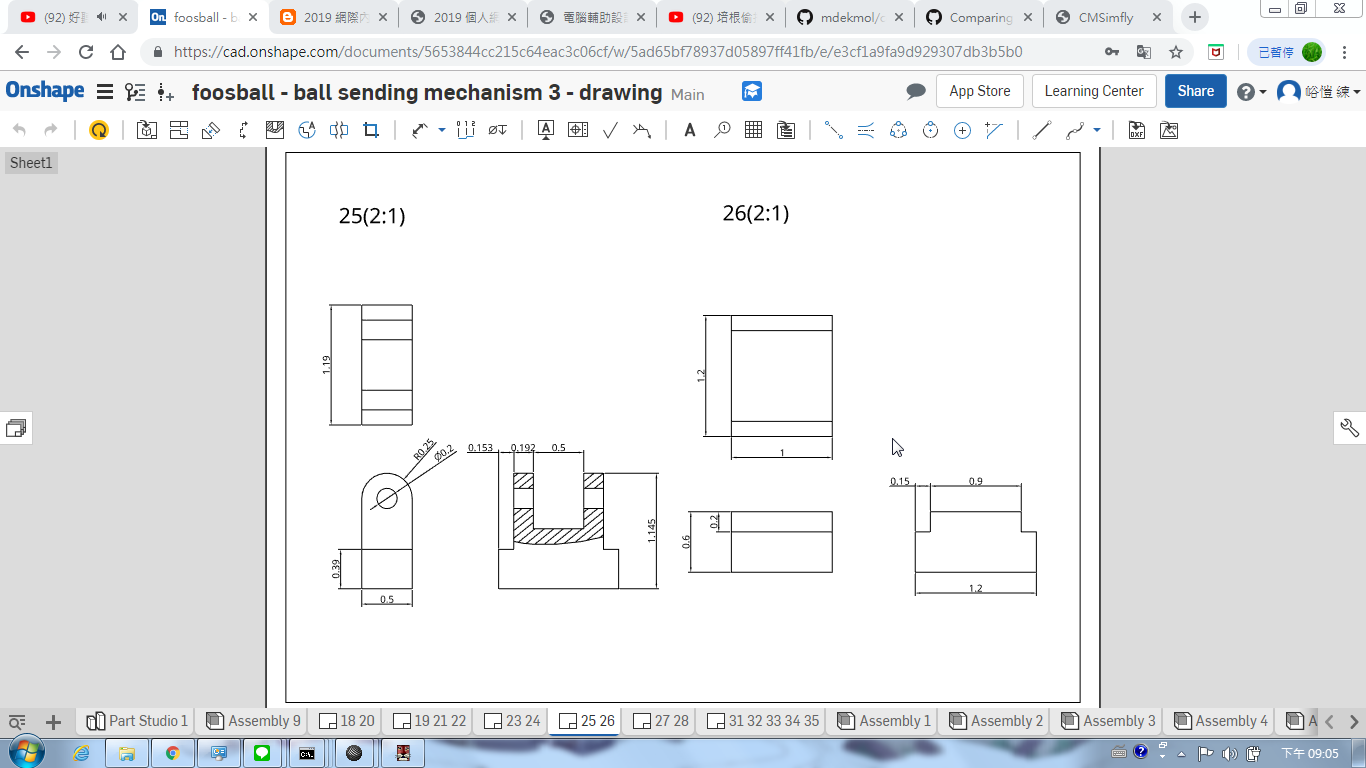 (92) 好
foosball - b
2019 網際內
2019 個人網
電腦輔助設
(92) 培根
mdekmol/c
Comparing
CMSimfly
https://cad.onshape.com/documents/5653844cc215c64eac3c06cf/w/5ad65bf78937d05897ff41fb/e/e3cf1a9fa9d929307db3b5b0
已暫停
Onshape
foosball - ball sending mechanism 3 - drawing
Main
App Store
Learning Center
Share
峪愷 練
Sheet1
25(2:1)
26(2:1)
1.19
R0.25
Ø0.2
0.39
0.5
0.153
0.192
0.5
1.145
1.2
1
0.6
0.2
0.15
0.9
1.2
Part Studio 1
Assembly 9
18 20
19 21 22
23 24
25 26
27 28
31 32 33 34 35
Assembly 1
Assembly 2
Assembly 3
Assembly 4
A
下午 09:05